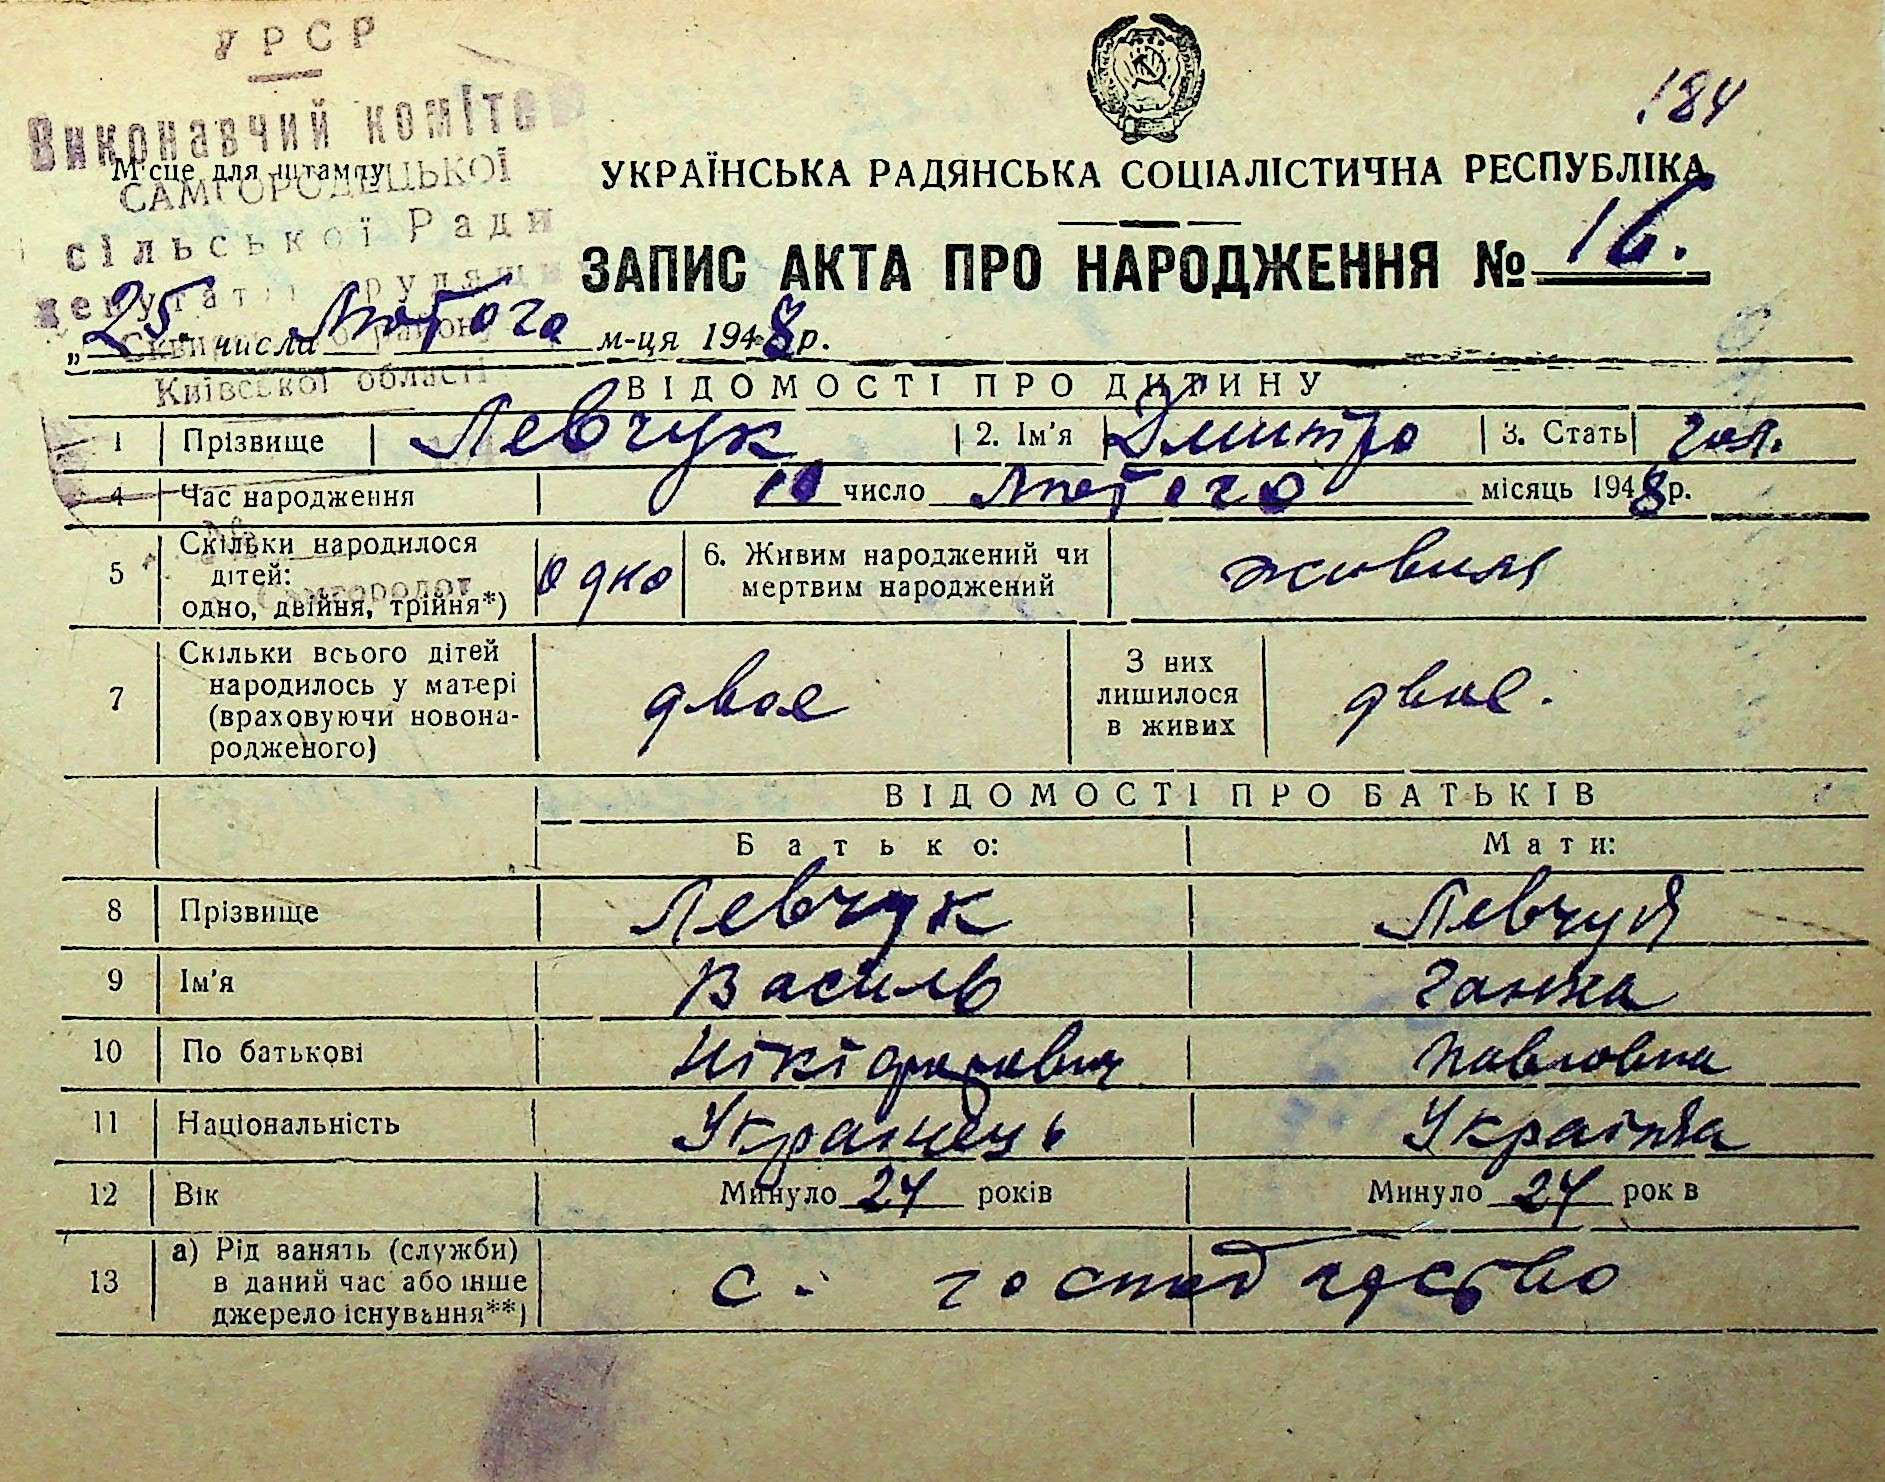 УРСР
Виконавчий комітет
184
Місце для штампу
САМГОРОДЕЦЬКОЇ
УКРАЇНСЬКА РАДЯНСЬКА СОЦІАЛІСТИЧНА РЕСПУБЛІКА
сільської Ради
ЗАПИС АКТА ПРО НАРОДЖЕННЯ № 16.
депутатів трудящи
„25" числа Лютого м-ця 1948 р.
Київської області
ВІДОМОСТІ ПРО ДИТИНУ
1 Прізвище Левчук 2. Ім'я Дмитро 3. Стать чол.
4 Час народження 10 число лютого місяць 1948 р.
5 Скільки народилося дітей: одно, двійня, трійня*) одно 6. Живим народжений чи мертвим народжений живим
Самгородок
7 Скільки всього дітей народилось у матері (враховуючи новона-родженого) двоє З них лишилося в живих двоє.
ВІДОМОСТІ ПРО БАТЬКІВ
Батько: Мати:
8 Прізвище Левчук Левчук
9 Ім'я Василь Ганна
10 По батькові Нікіфорович Павловна
11 Національність Українець Українка
12 Вік Минуло 24 років Минуло 24 рок в
13 а) Рід занять (служби) в даний час або інше джерело існування**) с. господарство